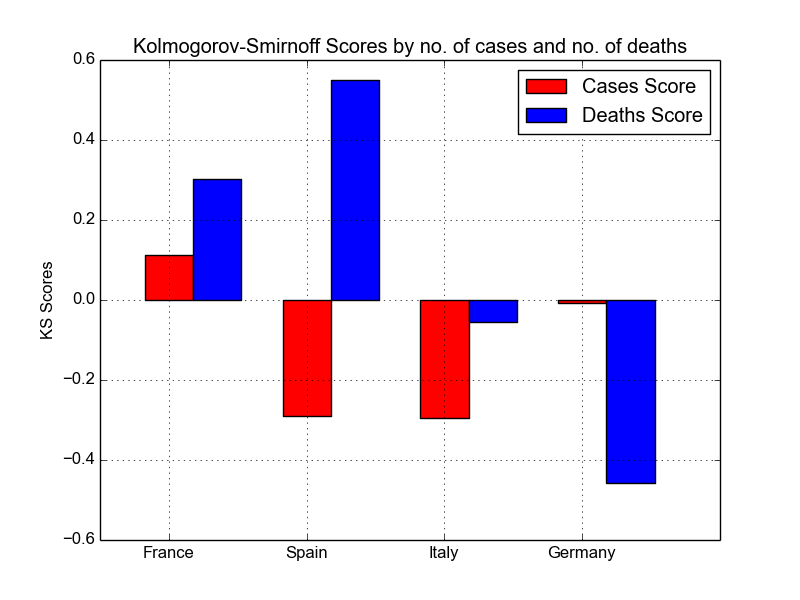 Kolmogorov-Smirnoff Scores by no. of cases and no. of deaths
Cases Score
Deaths Score
KS Scores
0.6
0.4
0.2
0.0
−0.2
−0.4
−0.6
France
Spain
Italy
Germany